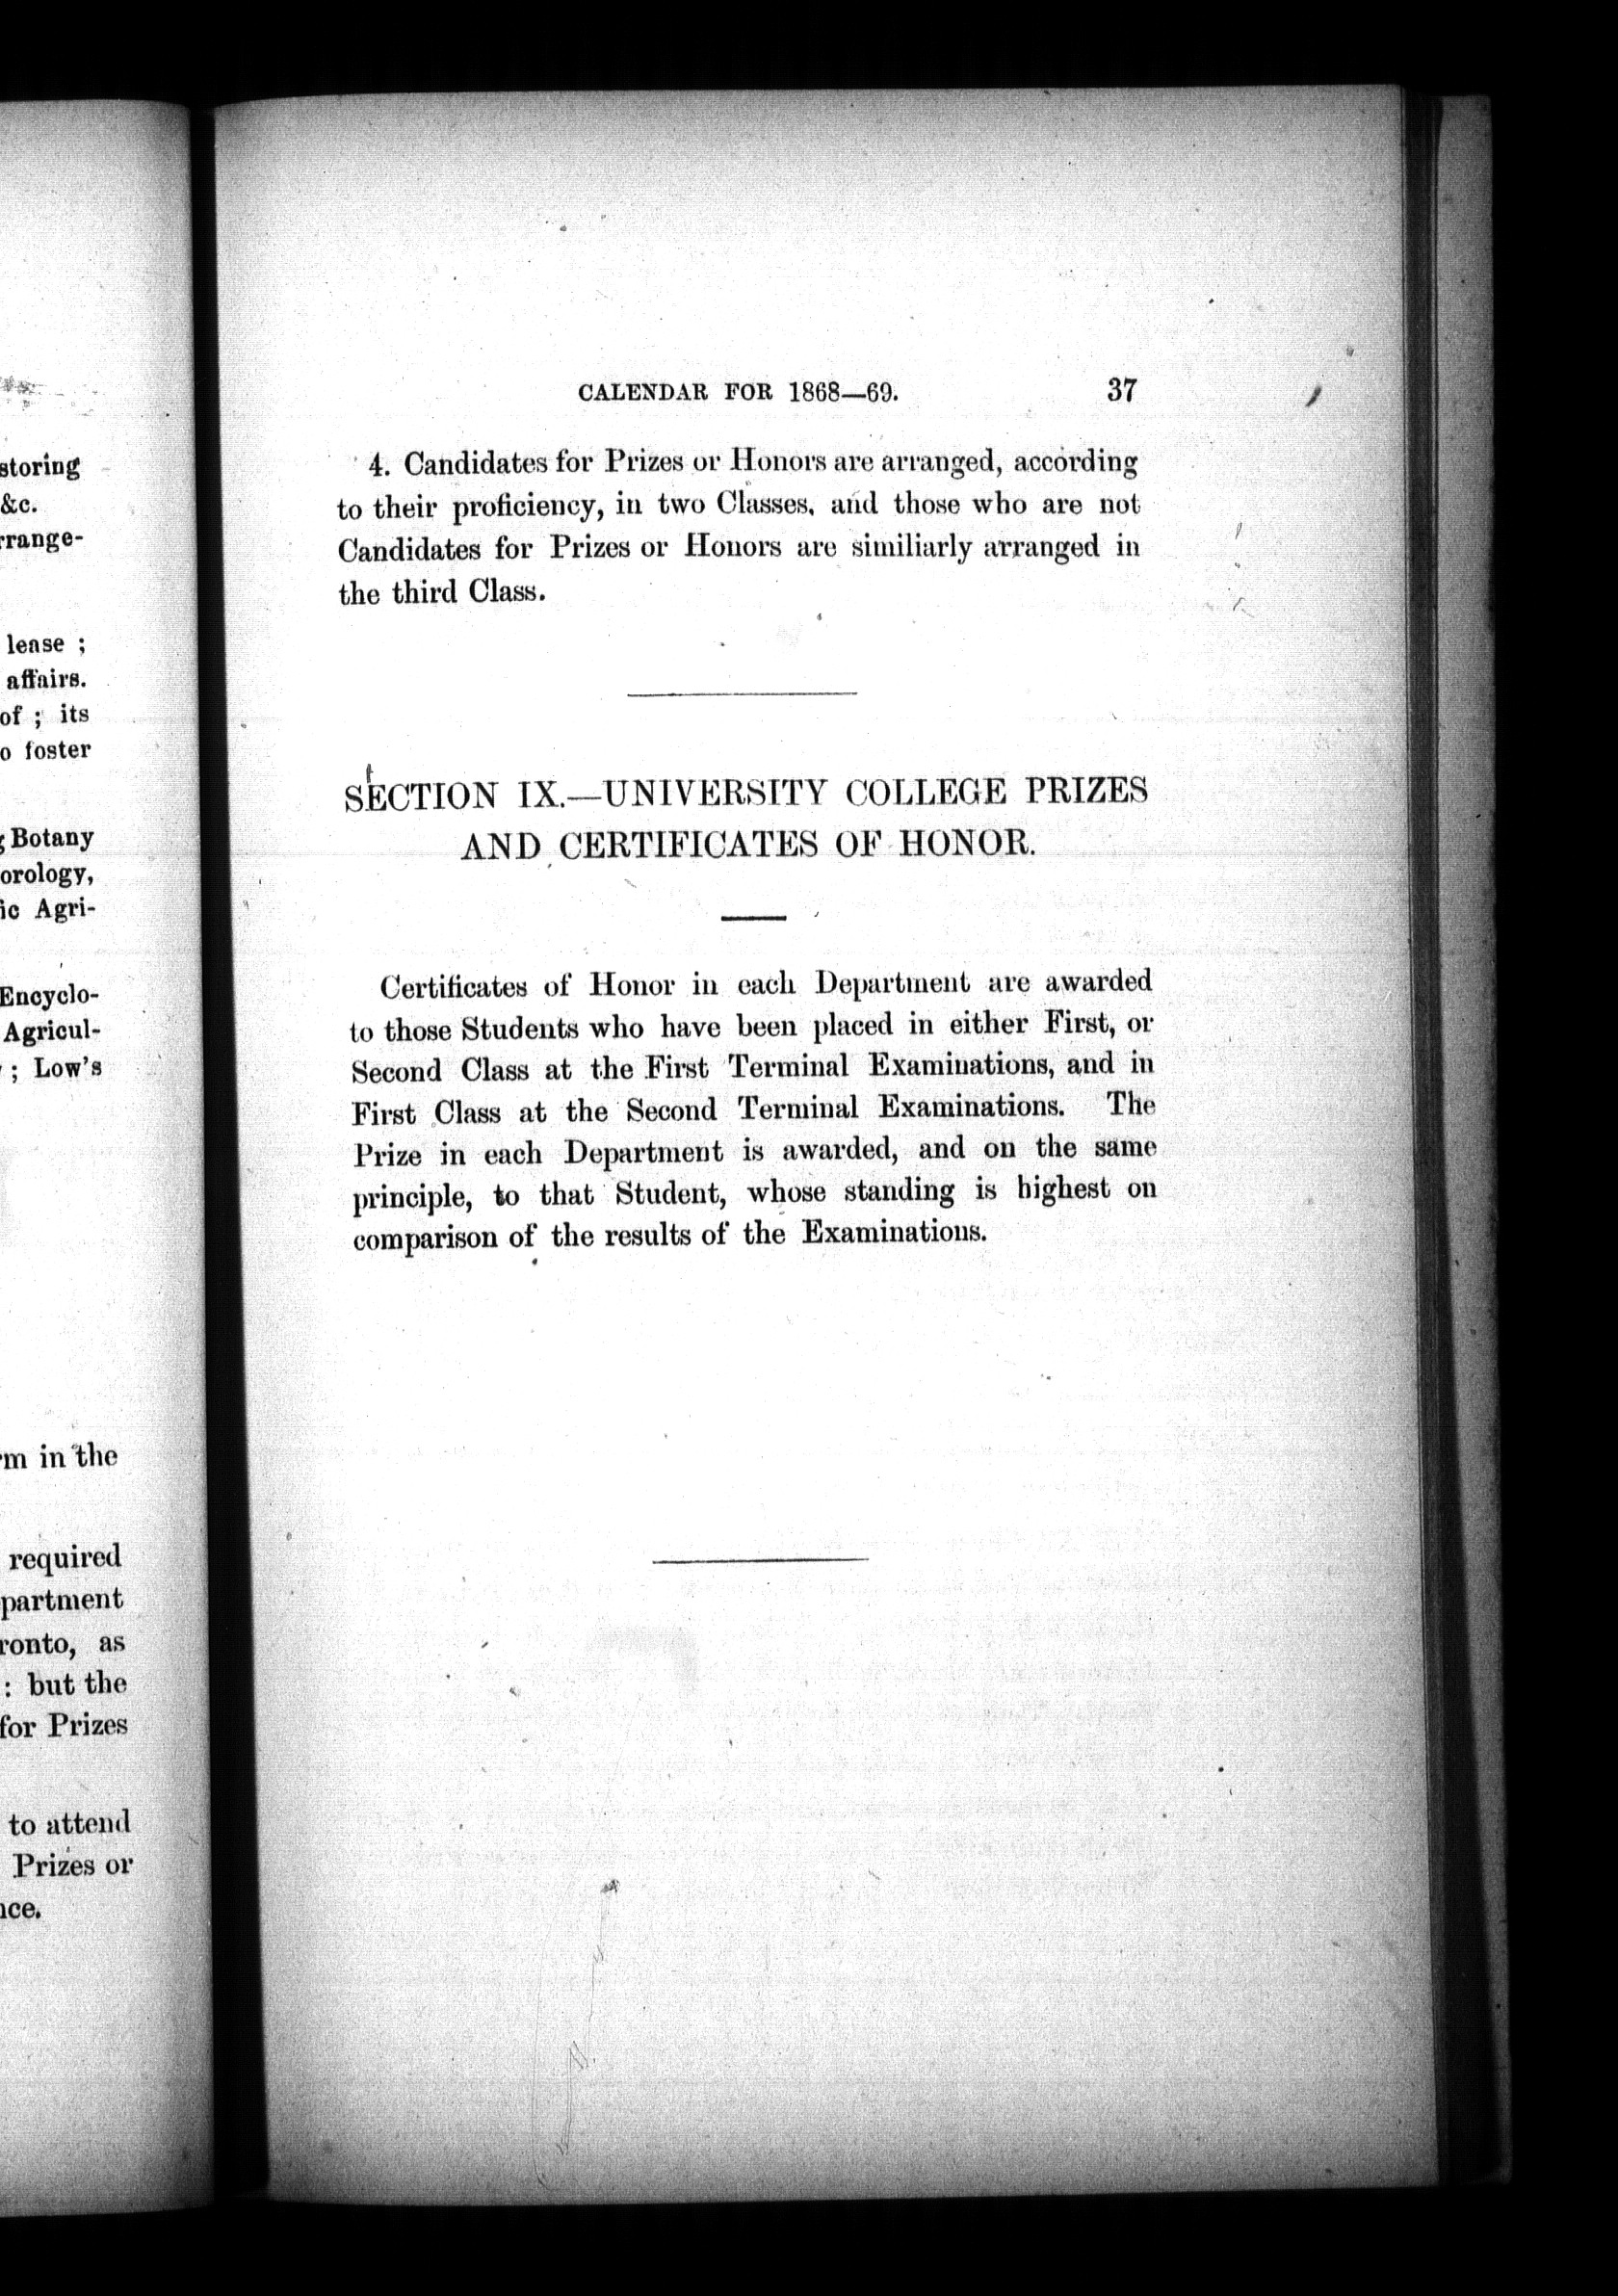 storing
&c.
rrange-
lease ;
affairs.
of ; its
o foster
Botany
orology,
ic Agri-
Encyclo-
Agricul-
; Low's
rm in the
required
partment
ronto, as
: but the
for Prizes
to attend
Prizes or
nce.
CALENDAR FOR 1868—69. 37
4. Candidates for Prizes or Honors are arranged, according
to their proficiency, in two Classes, and those who are not
Candidates for Prizes or Honors are similiarly arranged in
the third Class.
SECTION IX.—UNIVERSITY COLLEGE PRIZES
AND CERTIFICATES OF HONOR.
Certificates of Honor in each Department are awarded
to those Students who have been placed in either First, or
Second Class at the First Terminal Examinations, and in
First Class at the Second Terminal Examinations. The
Prize in each Department is awarded, and on the same
principle, to that Student, whose standing is highest on
comparison of the results of the Examinations.